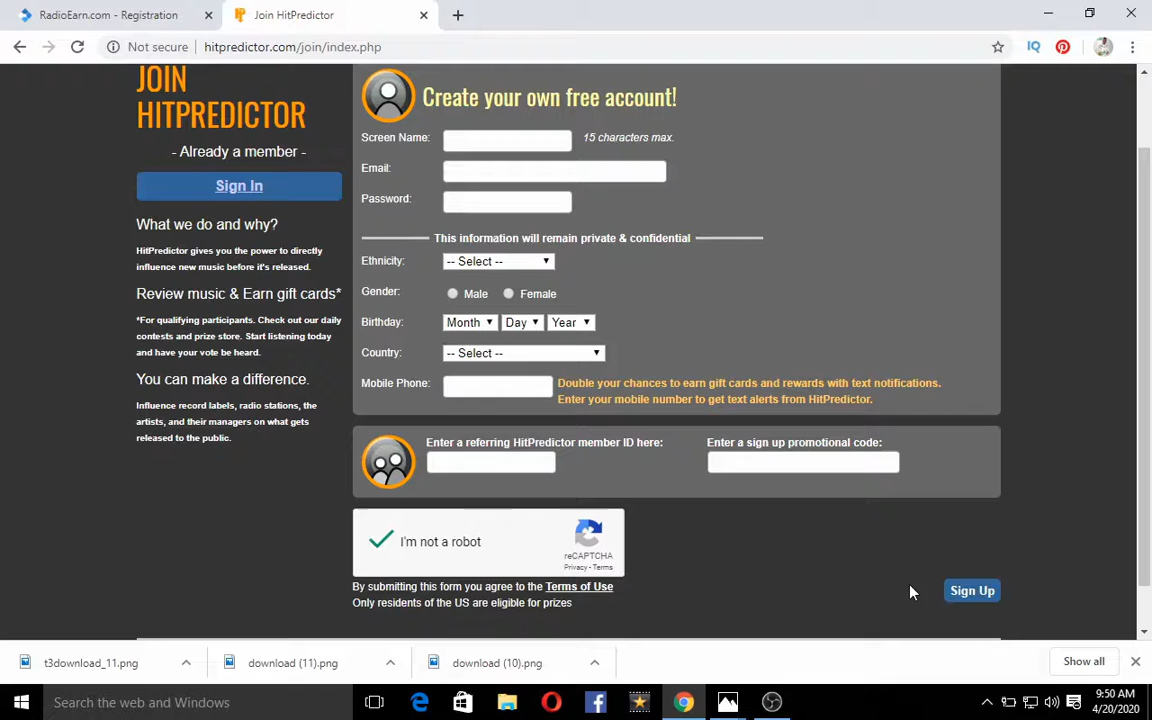 RadioEarn.com - Registration
Join HitPredictor
Not secure
hitpredictor.com/join/index.php
IQ
JOIN
HITPREDICTOR
- Already a member -
Sign In
What we do and why?
HitPredictor gives you the power to directly
influence new music before it's released.
Review music & Earn gift cards*
*For qualifying participants. Check out our daily
contests and prize store. Start listening today
and have your vote be heard.
You can make a difference.
Influence record labels, radio stations, the
artists, and their managers on what gets
released to the public.
Create your own free account!
Screen Name:
15 characters max.
Email:
Password:
This information will remain private & confidential
Ethnicity:
-- Select --
Gender:
Male
Female
Birthday:
Month
Day
Year
Country:
-- Select --
Mobile Phone:
Double your chances to earn gift cards and rewards with text notifications.
Enter your mobile number to get text alerts from HitPredictor.
Enter a referring HitPredictor member ID here:
Enter a sign up promotional code:
I'm not a robot
reCAPTCHA
Privacy - Terms
By submitting this form you agree to the Terms of Use
Only residents of the US are eligible for prizes
Sign Up
t3download_11.png
download (11).png
download (10).png
Show all
Search the web and Windows
9:50 AM
4/20/2020